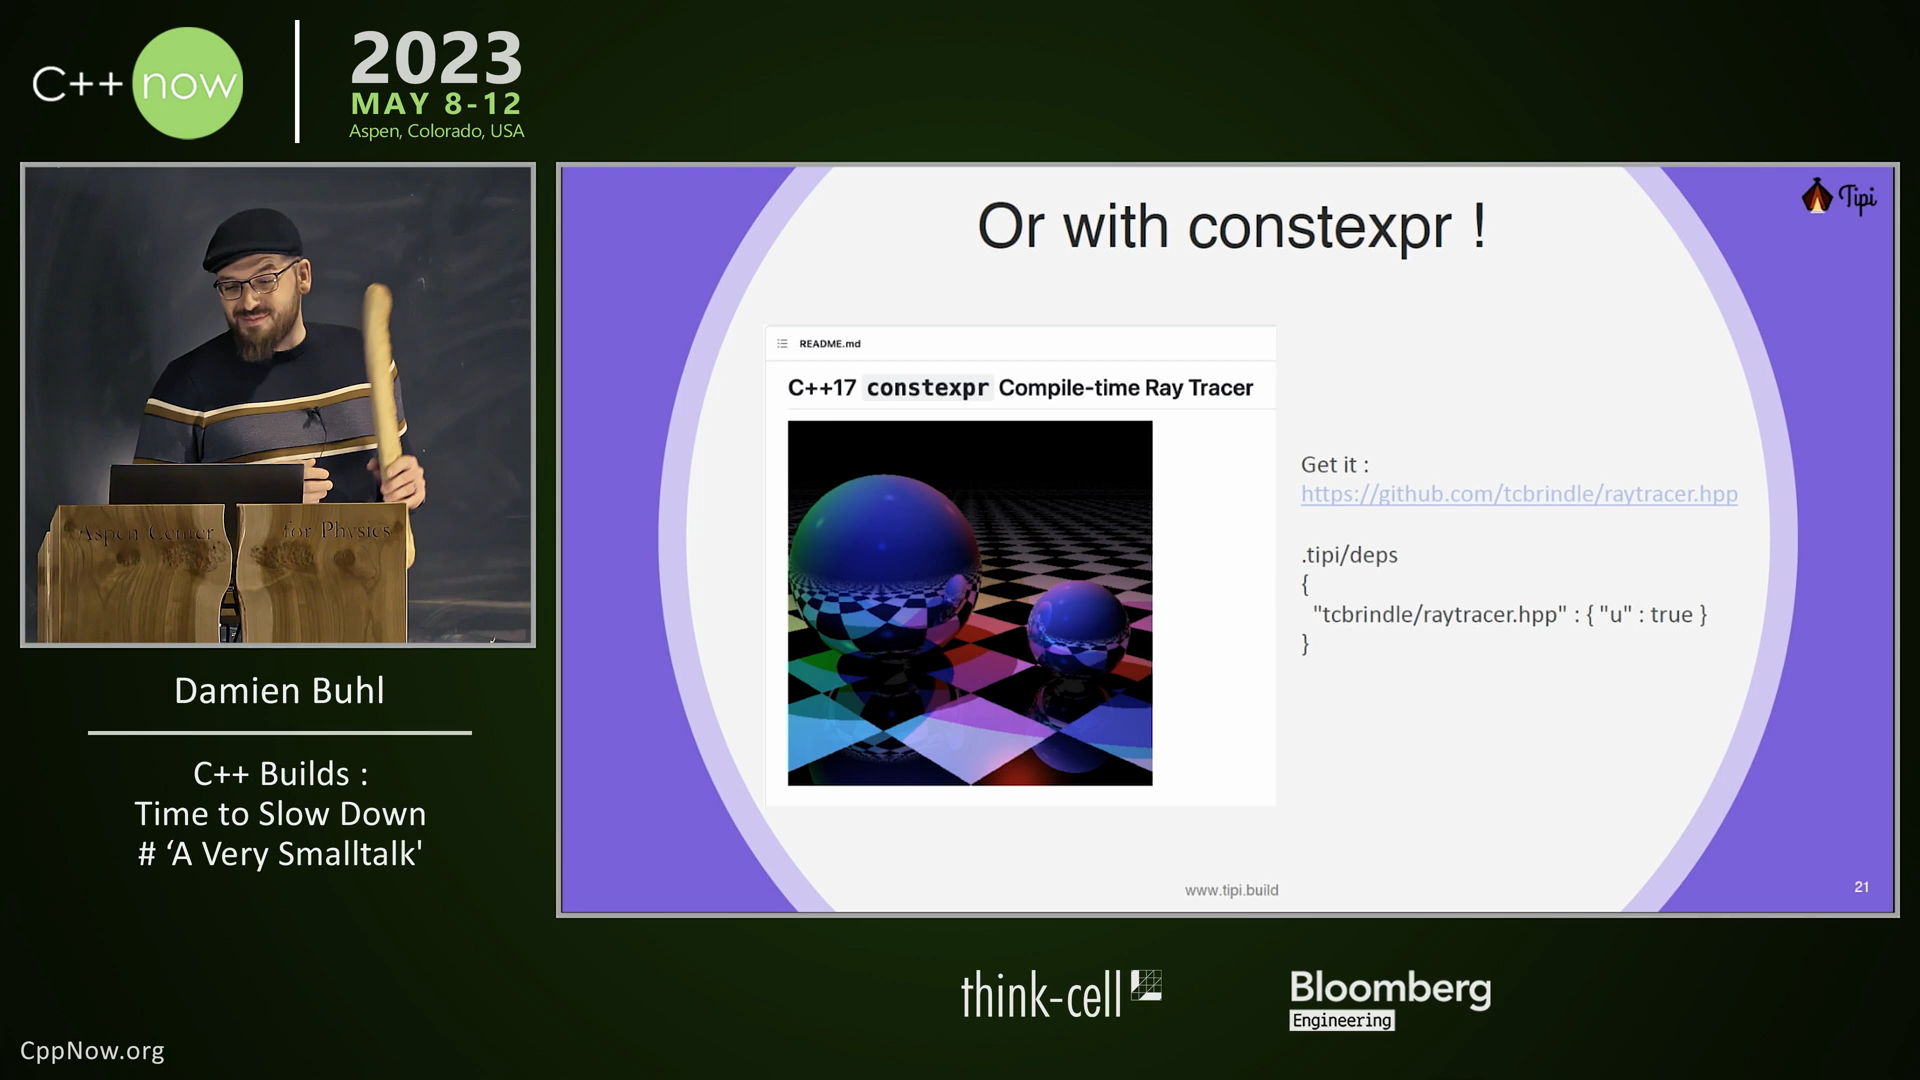 C++ now
2023
MAY 8-12
Aspen, Colorado, USA
Aspen Center for Physics
Damien Buhl
C++ Builds :
Time to Slow Down
# ‘A Very Smalltalk'
Tipi
Or with constexpr !
README.md
C++17 constexpr Compile-time Ray Tracer
Get it :
https://github.com/tcbrindle/raytracer.hpp
.tipi/deps
{
"tcbrindle/raytracer.hpp" : { "u" : true }
}
www.tipi.build
21
think-cell
Bloomberg
Engineering
CppNow.org